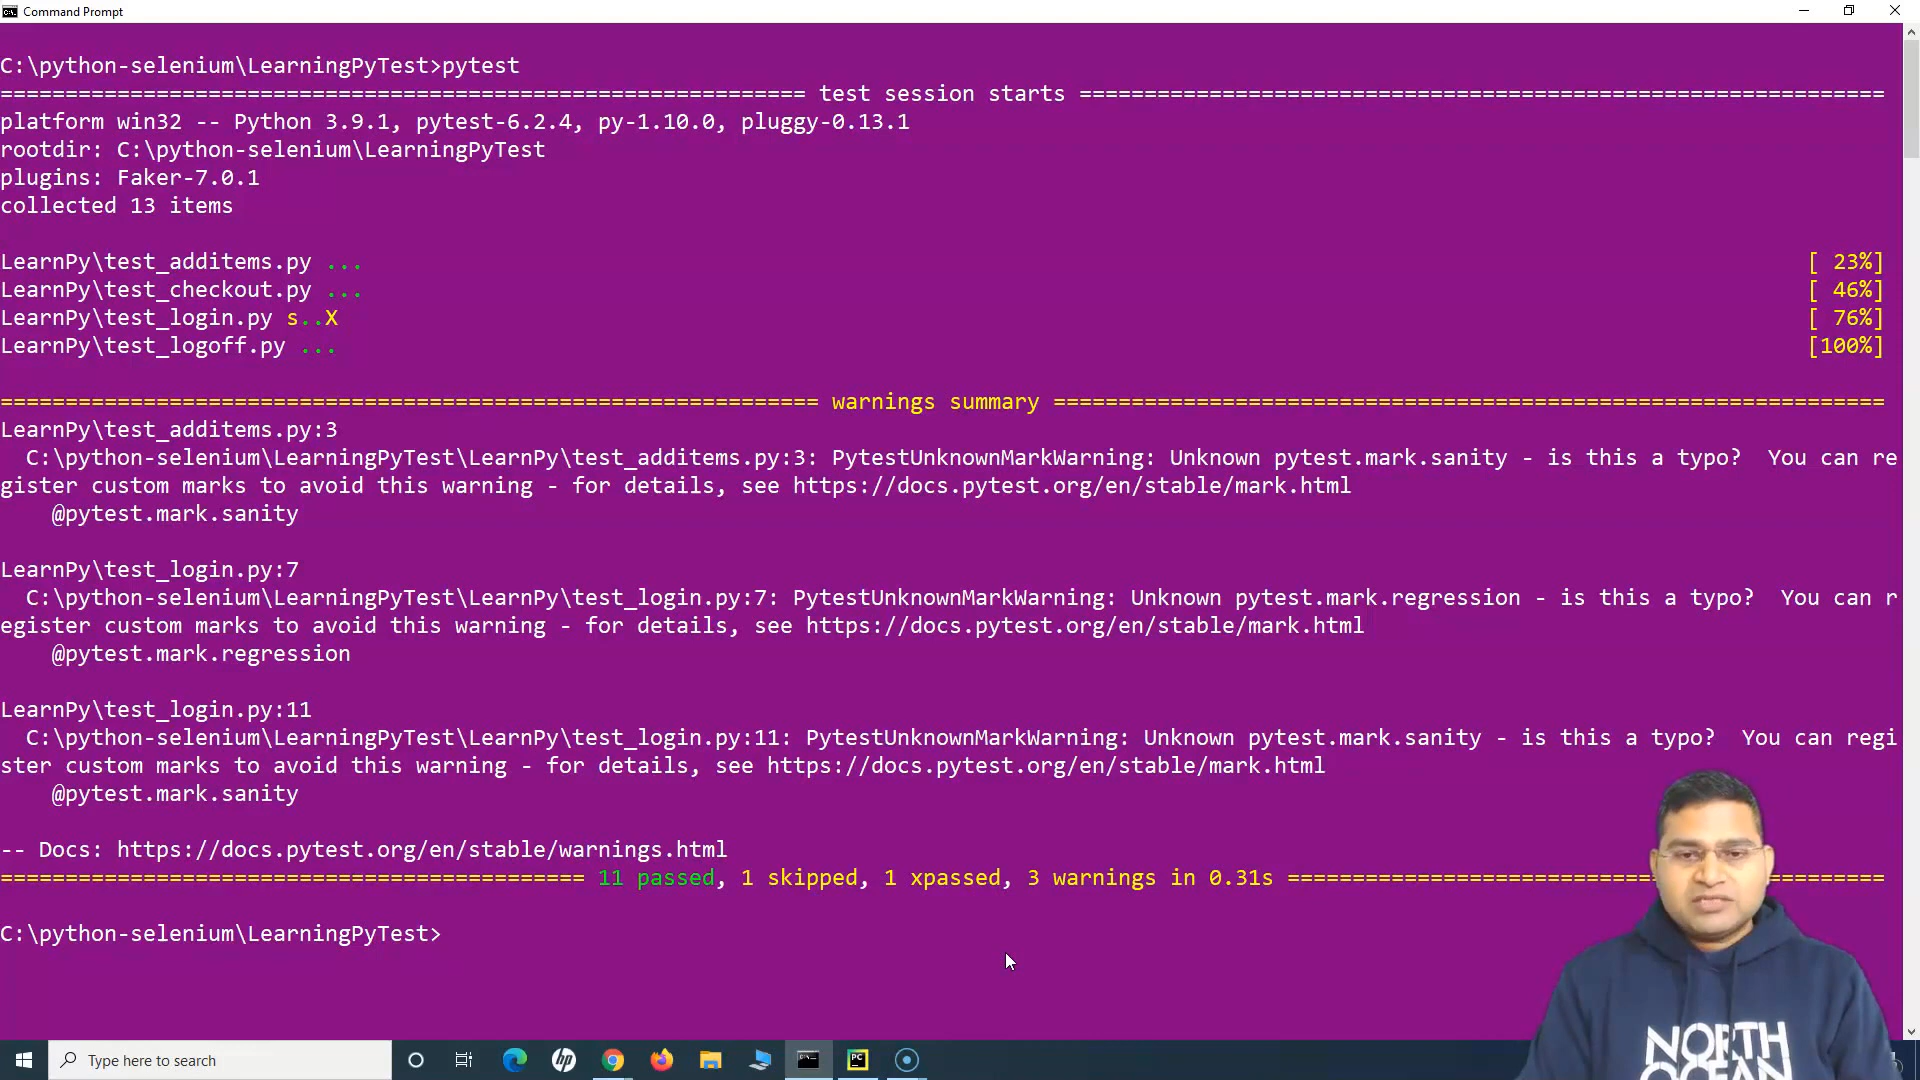 Command Prompt
C:\python-selenium\LearningPyTest>pytest
============================================================== test session starts ==============================================================
platform win32 -- Python 3.9.1, pytest-6.2.4, py-1.10.0, pluggy-0.13.1
rootdir: C:\python-selenium\LearningPyTest
plugins: Faker-7.0.1
collected 13 items
LearnPy\test_additems.py ... [ 23%]
LearnPy\test_checkout.py ... [ 46%]
LearnPy\test_login.py s..X [ 76%]
LearnPy\test_logoff.py ... [100%]
=============================================================== warnings summary ================================================================
LearnPy\test_additems.py:3
  C:\python-selenium\LearningPyTest\LearnPy\test_additems.py:3: PytestUnknownMarkWarning: Unknown pytest.mark.sanity - is this a typo?  You can re
gister custom marks to avoid this warning - for details, see https://docs.pytest.org/en/stable/mark.html
    @pytest.mark.sanity
LearnPy\test_login.py:7
  C:\python-selenium\LearningPyTest\LearnPy\test_login.py:7: PytestUnknownMarkWarning: Unknown pytest.mark.regression - is this a typo?  You can r
egister custom marks to avoid this warning - for details, see https://docs.pytest.org/en/stable/mark.html
    @pytest.mark.regression
LearnPy\test_login.py:11
  C:\python-selenium\LearningPyTest\LearnPy\test_login.py:11: PytestUnknownMarkWarning: Unknown pytest.mark.sanity - is this a typo?  You can regi
ster custom marks to avoid this warning - for details, see https://docs.pytest.org/en/stable/mark.html
    @pytest.mark.sanity
-- Docs: https://docs.pytest.org/en/stable/warnings.html
============================================= 11 passed, 1 skipped, 1 xpassed, 3 warnings in 0.31s ==============================================
C:\python-selenium\LearningPyTest>
NORTH
OCEAN
Type here to search
hp
PC